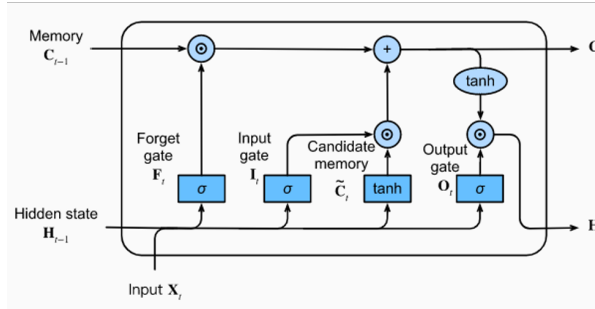 Memory
C_{t−1}
⊙
+
C
tanh
⊙
⊙
Forget
gate
F_t
Input
gate
I_t
Candidate
memory
C̃_t
Output
gate
O_t
σ
σ
tanh
σ
Hidden state
H_{t−1}
H
Input X_t